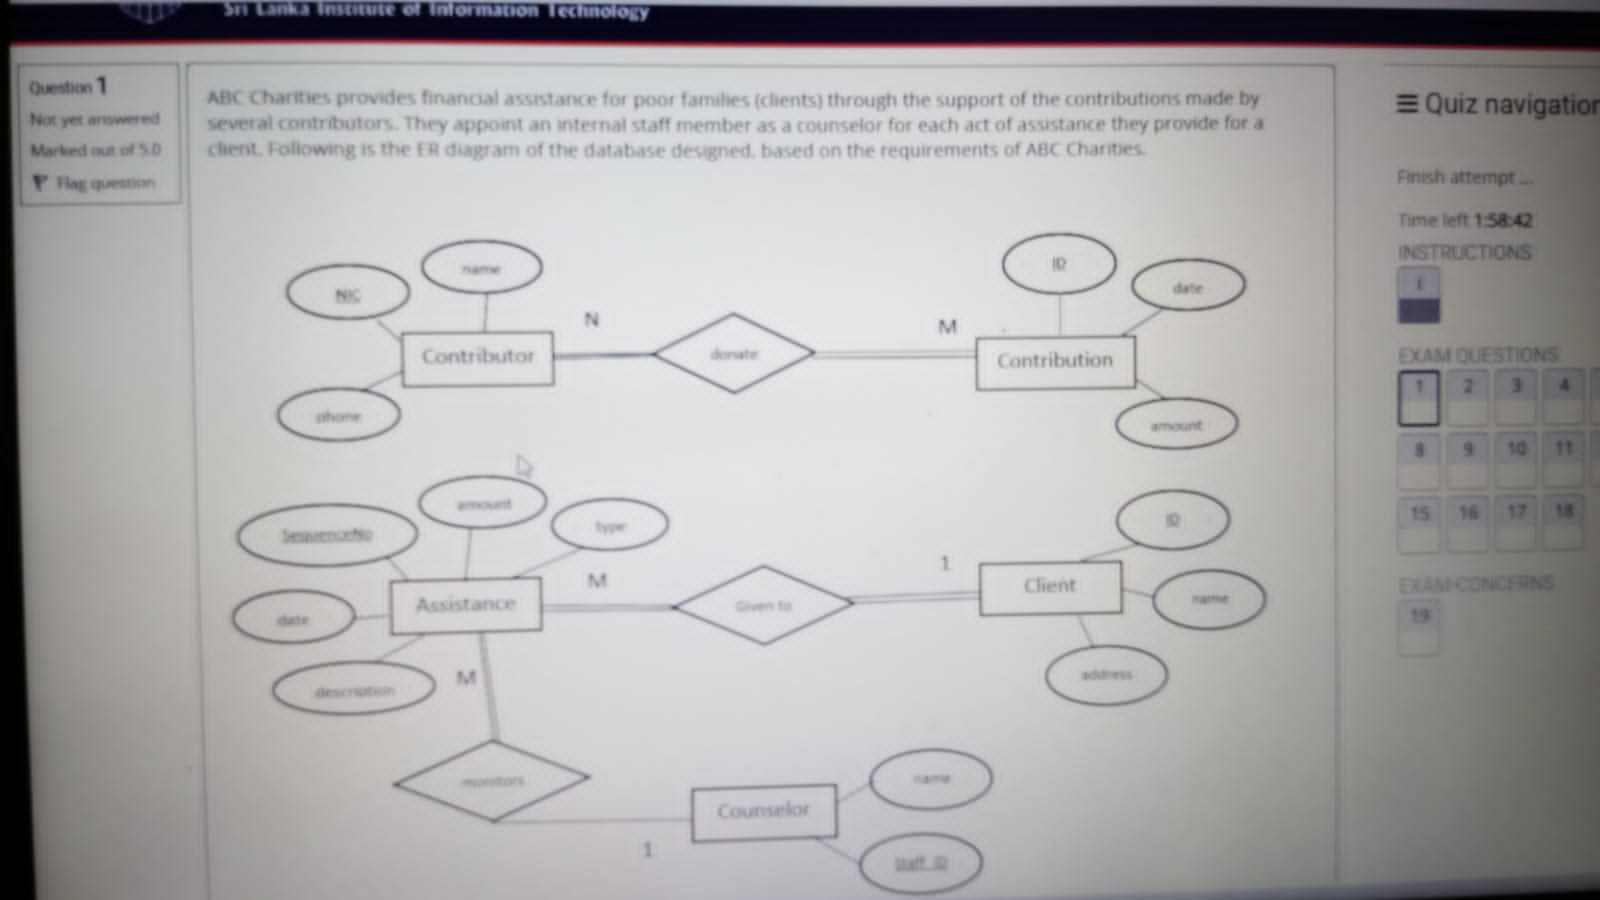 Sri Lanka Institute of Information Technology
Question 1
Not yet answered
Marked out of 5.0
Flag question
ABC Charities provides financial assistance for poor families (clients) through the support of the contributions made by
several contributors. They appoint an internal staff member as a counselor for each act of assistance they provide for a
client. Following is the ER diagram of the database designed, based on the requirements of ABC Charities.
NIC
name
phone
Contributor
N
donate
M
Contribution
ID
date
amount
SequenceNo
amount
type
date
description
Assistance
M
Given to
1
Client
ID
name
address
M
monitors
1
Counselor
name
Staff_ID
Quiz navigation
Finish attempt ...
Time left 1:58:42
INSTRUCTIONS
i
EXAM QUESTIONS
1 2 3 4
8 9 10 11
15 16 17 18
EXAM CONCERNS
19